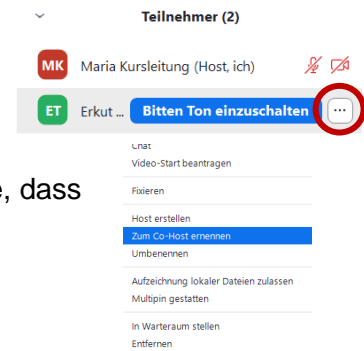 Teilnehmer (2)
MK Maria Kursleitung (Host, ich)
ET Erkut ... Bitten Ton einzuschalten ...
Chat
Video-Start beantragen
, dass
Fixieren
Host erstellen
Zum Co-Host ernennen
Umbenennen
Aufzeichnung lokaler Dateien zulassen
Multipin gestatten
In Warteraum stellen
Entfernen